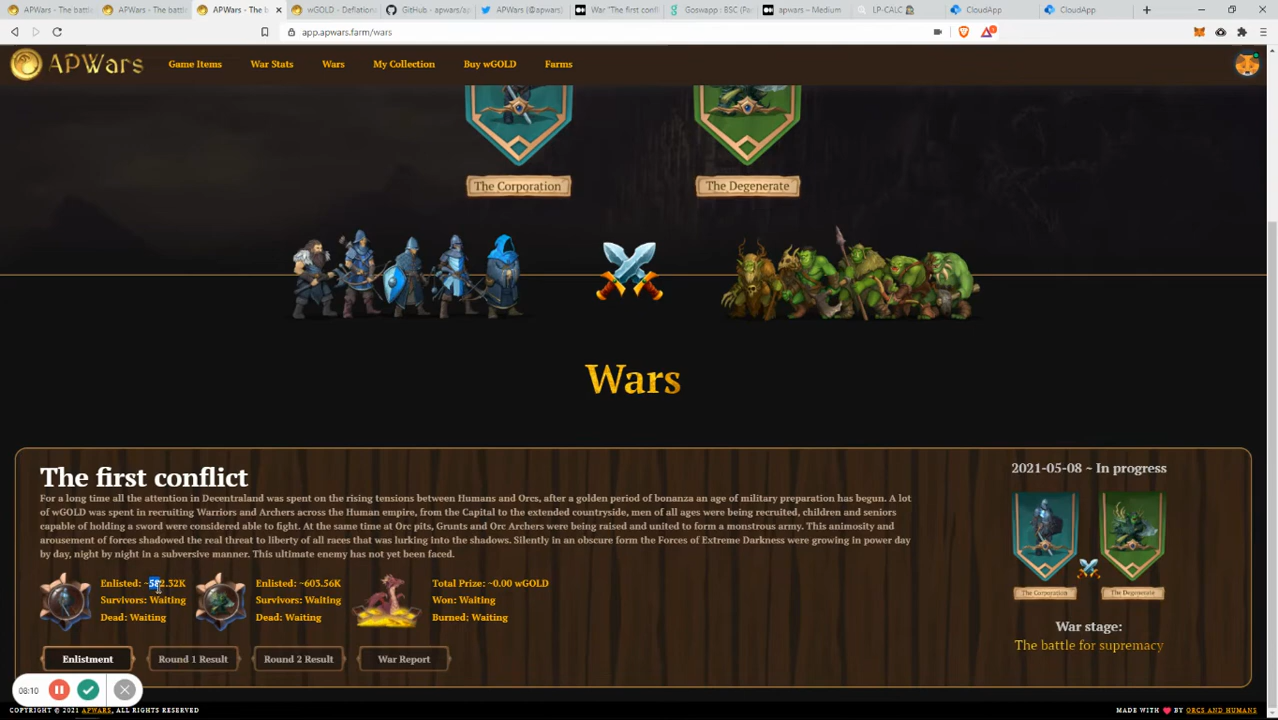 APWars - The battl
APWars - The battl
APWars - The b
wGOLD - Deflationa
GitHub - apwars/ap
APWars (@apwars)
War "The first confl
Goswapp : BSC (Par
apwars – Medium
LP-CALC
CloudApp
CloudApp
app.apwars.farm/wars
APWars
Game Items
War Stats
Wars
My Collection
Buy wGOLD
Farms
The Corporation
The Degenerate
Wars
The first conflict
For a long time all the attention in Decentraland was spent on the rising tensions between Humans and Orcs, after a golden period of bonanza an age of military preparation has begun. A lot
of wGOLD was spent in recruiting Warriors and Archers across the Human empire, from the Capital to the extended countryside, men of all ages were being recruited, children and seniors
capable of holding a sword were considered able to fight. At the same time at Orc pits, Grunts and Orc Archers were being raised and united to form a monstrous army. This animosity and
arousement of forces shadowed the real threat to liberty of all races that was lurking into the shadows. Silently in an obscure form the Forces of Extreme Darkness were growing in power day
by day, night by night in a subversive manner. This ultimate enemy has not yet been faced.
Enlisted:
Survivors: Waiting
Dead: Waiting
Enlisted: ~603.56K
Survivors: Waiting
Dead: Waiting
Total Prize: ~0.00 wGOLD
Won: Waiting
Burned: Waiting
Enlistment
Round 1 Result
Round 2 Result
War Report
2021-05-08 ~ In progress
The Corporation
The Degenerate
War stage:
The battle for supremacy
08:10
COPYRIGHT © 2021 APWARS, ALL RIGHTS RESERVED
MADE WITH ❤ BY ORCS AND HUMANS